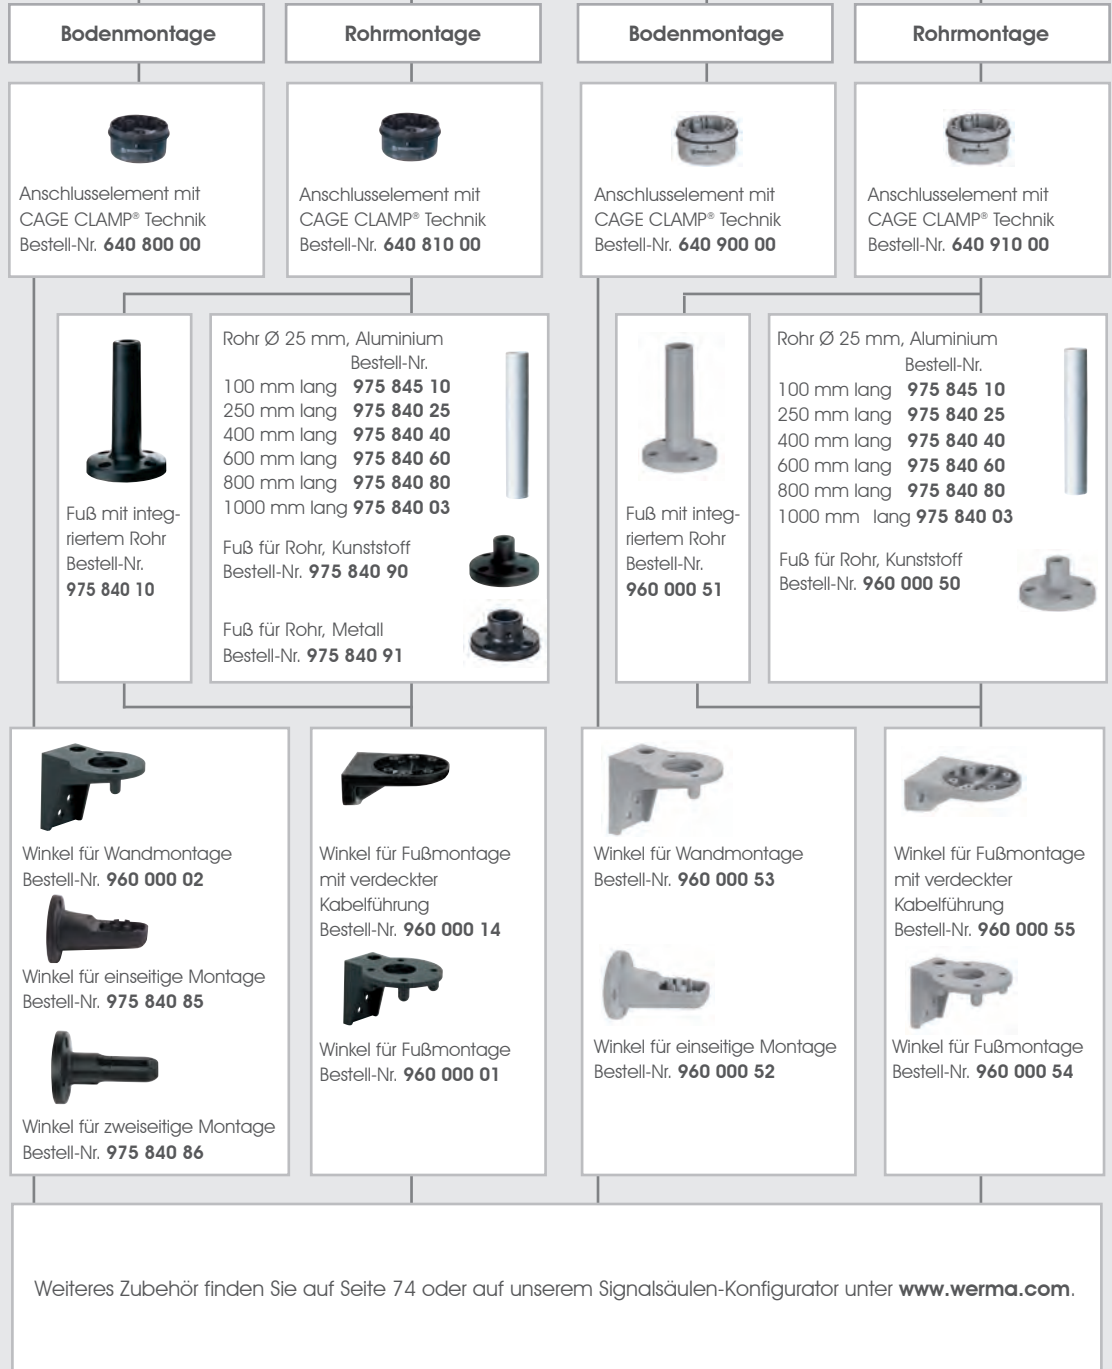 Bodenmontage
Rohrmontage
Bodenmontage
Rohrmontage
Anschlusselement mit
CAGE CLAMP® Technik
Bestell-Nr. 640 800 00
Anschlusselement mit
CAGE CLAMP® Technik
Bestell-Nr. 640 810 00
Anschlusselement mit
CAGE CLAMP® Technik
Bestell-Nr. 640 900 00
Anschlusselement mit
CAGE CLAMP® Technik
Bestell-Nr. 640 910 00
Fuß mit integ-
riertem Rohr
Bestell-Nr.
975 840 10
Rohr Ø 25 mm, Aluminium
Bestell-Nr.
100 mm lang 975 845 10
250 mm lang 975 840 25
400 mm lang 975 840 40
600 mm lang 975 840 60
800 mm lang 975 840 80
1000 mm lang 975 840 03
Fuß für Rohr, Kunststoff
Bestell-Nr. 975 840 90
Fuß für Rohr, Metall
Bestell-Nr. 975 840 91
Fuß mit integ-
riertem Rohr
Bestell-Nr.
960 000 51
Rohr Ø 25 mm, Aluminium
Bestell-Nr.
100 mm lang 975 845 10
250 mm lang 975 840 25
400 mm lang 975 840 40
600 mm lang 975 840 60
800 mm lang 975 840 80
1000 mm lang 975 840 03
Fuß für Rohr, Kunststoff
Bestell-Nr. 960 000 50
Winkel für Wandmontage
Bestell-Nr. 960 000 02
Winkel für einseitige Montage
Bestell-Nr. 975 840 85
Winkel für zweiseitige Montage
Bestell-Nr. 975 840 86
Winkel für Fußmontage
mit verdeckter
Kabelführung
Bestell-Nr. 960 000 14
Winkel für Fußmontage
Bestell-Nr. 960 000 01
Winkel für Wandmontage
Bestell-Nr. 960 000 53
Winkel für einseitige Montage
Bestell-Nr. 960 000 52
Winkel für Fußmontage
mit verdeckter
Kabelführung
Bestell-Nr. 960 000 55
Winkel für Fußmontage
Bestell-Nr. 960 000 54
Weiteres Zubehör finden Sie auf Seite 74 oder auf unserem Signalsäulen-Konfigurator unter www.werma.com.